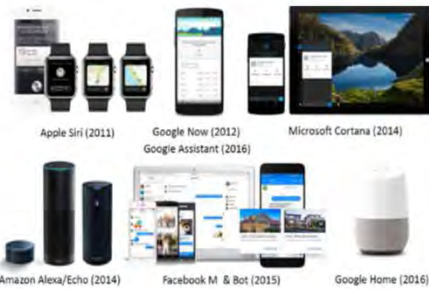 Apple Siri (2011)
Google Now (2012)
Google Assistant (2016)
Microsoft Cortana (2014)
Amazon Alexa/Echo (2014)
Facebook M & Bot (2015)
Google Home (2016)